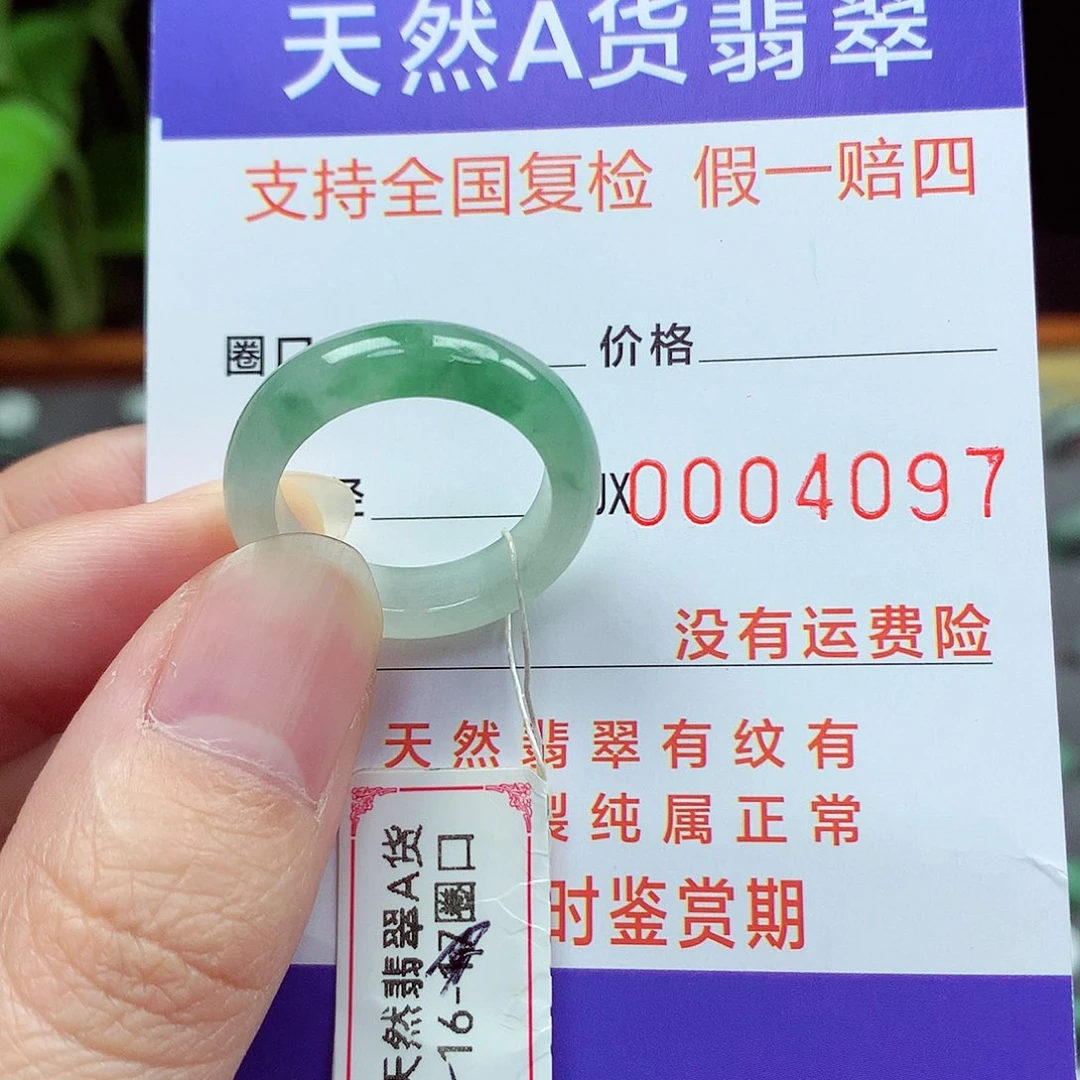 天然A货翡翠
支持全国复检 假一赔四
圈口 价格
径 JX0004097
没有运费险
天然翡翠有纹有
裂纯属正常
时鉴赏期
天然翡翠A货
16- 圈口